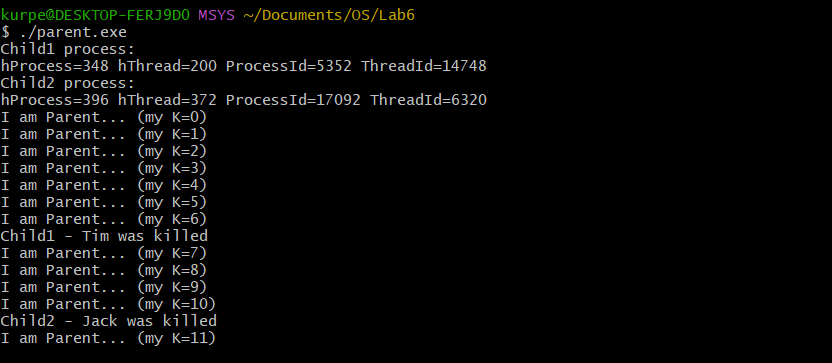 kurpe@DESKTOP-FERJ9DO MSYS ~/Documents/OS/Lab6
$ ./parent.exe
Child1 process:
hProcess=348 hThread=200 ProcessId=5352 ThreadId=14748
Child2 process:
hProcess=396 hThread=372 ProcessId=17092 ThreadId=6320
I am Parent... (my K=0)
I am Parent... (my K=1)
I am Parent... (my K=2)
I am Parent... (my K=3)
I am Parent... (my K=4)
I am Parent... (my K=5)
I am Parent... (my K=6)
Child1 - Tim was killed
I am Parent... (my K=7)
I am Parent... (my K=8)
I am Parent... (my K=9)
I am Parent... (my K=10)
Child2 - Jack was killed
I am Parent... (my K=11)